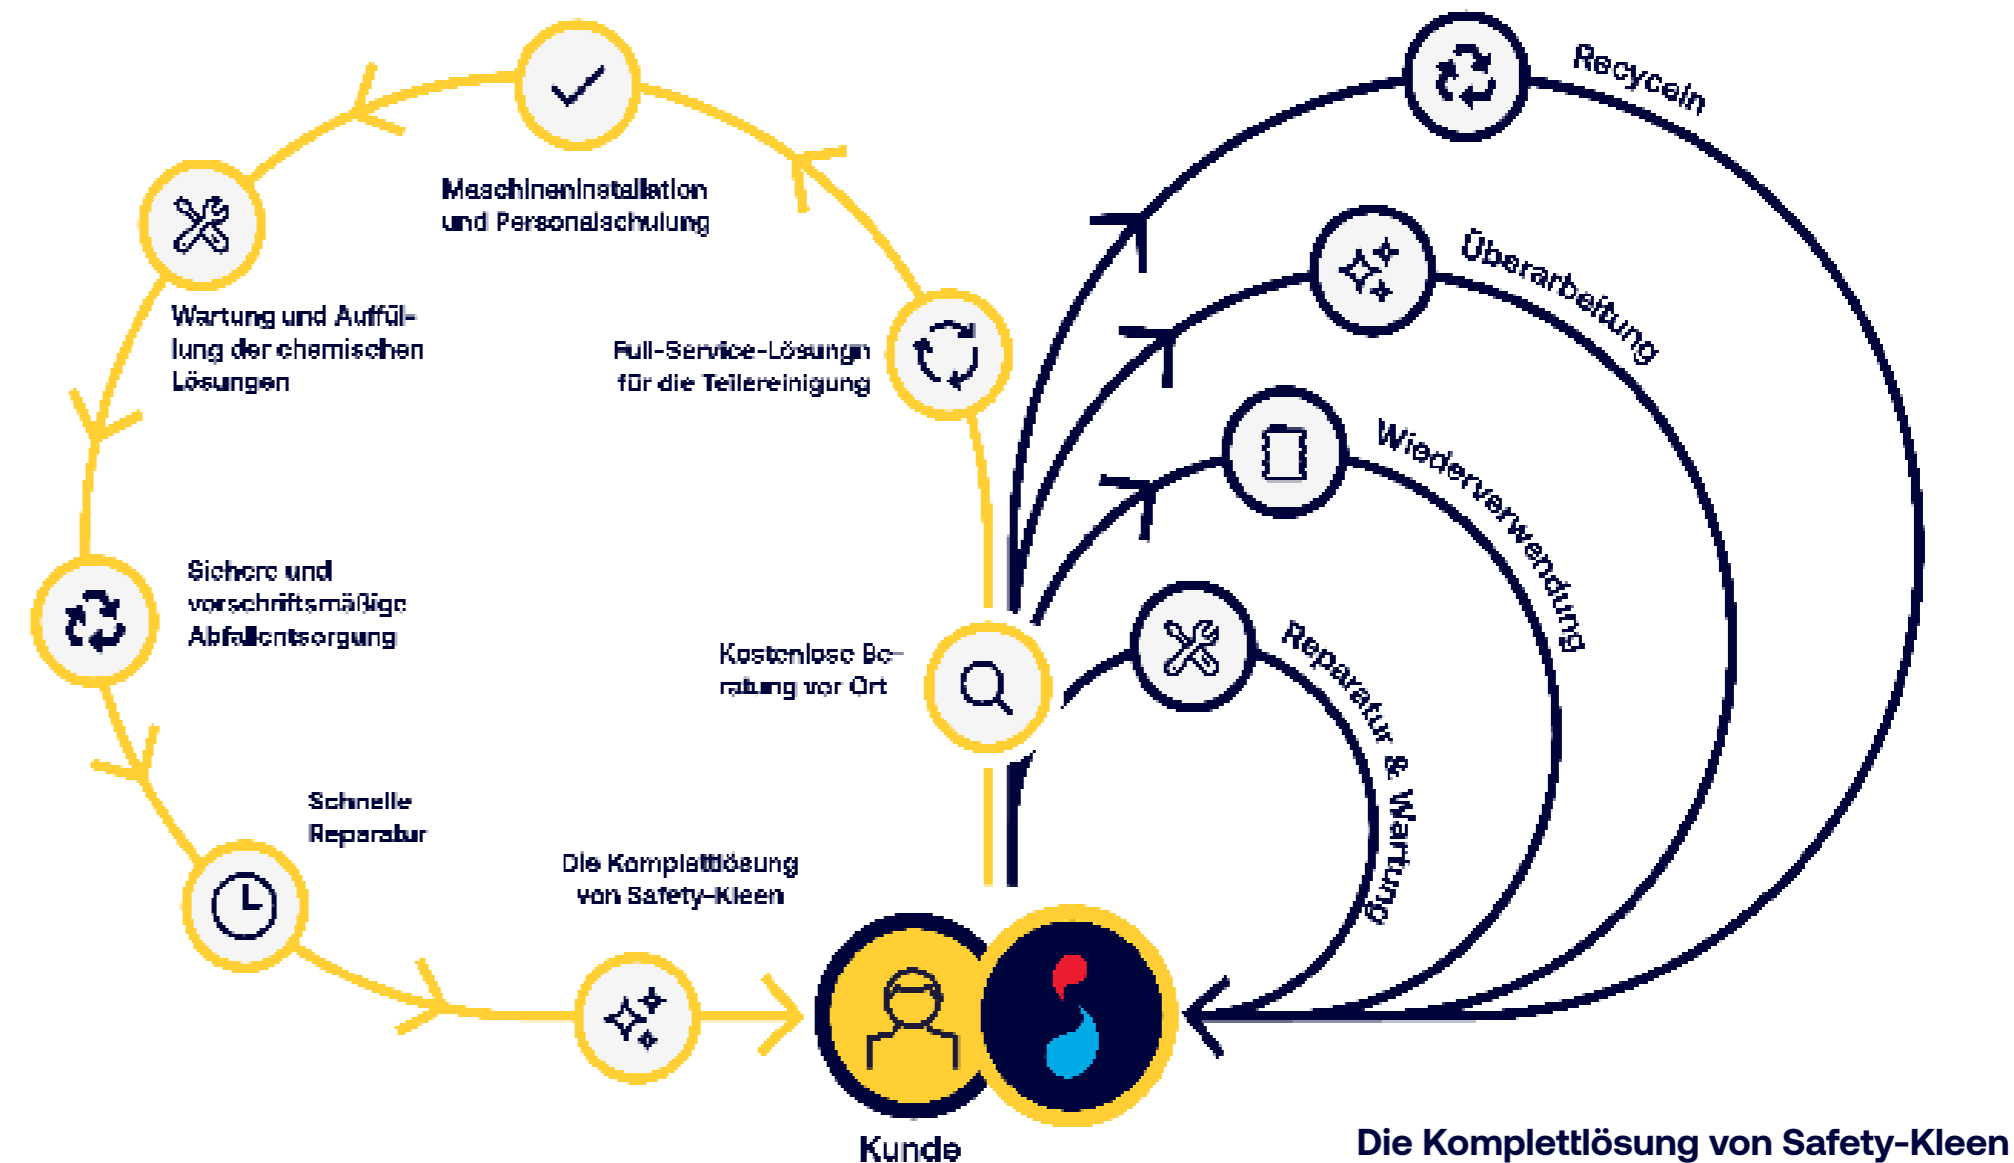 Recyceln
Maschineninstallation
und Personalschulung
Überarbeitung
Wartung und Auffül-
lung der chemischen
Lösungen
Full-Service-Lösungn
für die Teilereinigung
Wiederverwendung
Sichere und
vorschriftsmäßige
Abfallentsorgung
Kostenlose Be-
ratung vor Ort
Reparatur & Wartung
Schnelle
Reparatur
Die Komplettlösung
von Safety-Kleen
Kunde
Die Komplettlösung von Safety-Kleen